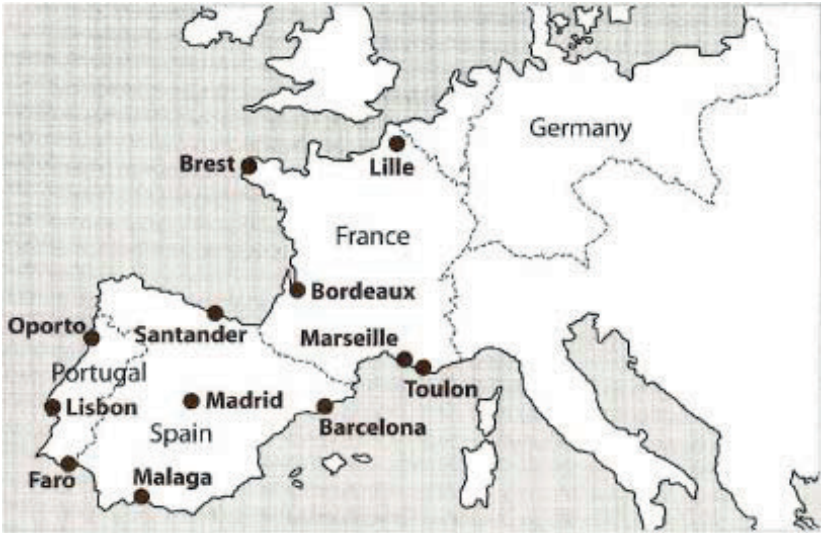 Germany
Brest
Lille
France
Bordeaux
Oporto
Santander
Marseille
Portugal
Toulon
Lisbon
Madrid
Barcelona
Spain
Faro
Malaga